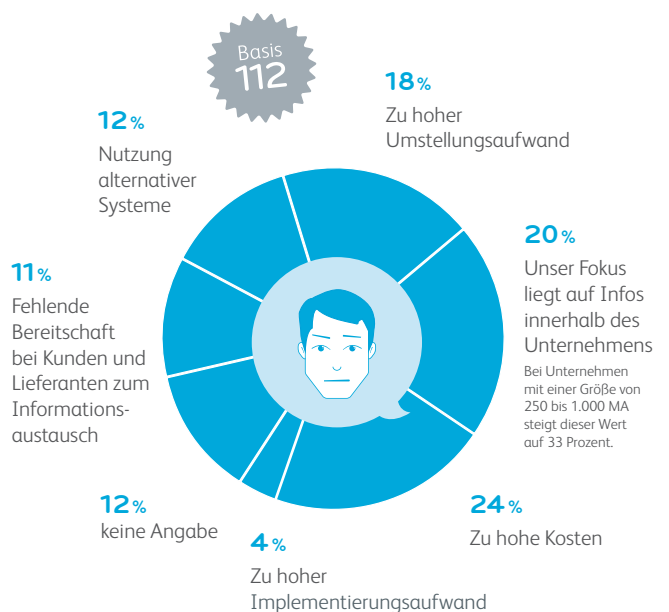 Basis
112
18 %
Zu hoher
Umstellungsaufwand
20 %
Unser Fokus
liegt auf Infos
innerhalb des
Unternehmens
Bei Unternehmen
mit einer Größe von
250 bis 1.000 MA
steigt dieser Wert
auf 33 Prozent.
24 %
Zu hohe Kosten
4 %
Zu hoher
Implementierungsaufwand
12 %
keine Angabe
11 %
Fehlende
Bereitschaft
bei Kunden und
Lieferanten zum
Informations-
austausch
12 %
Nutzung
alternativer
Systeme